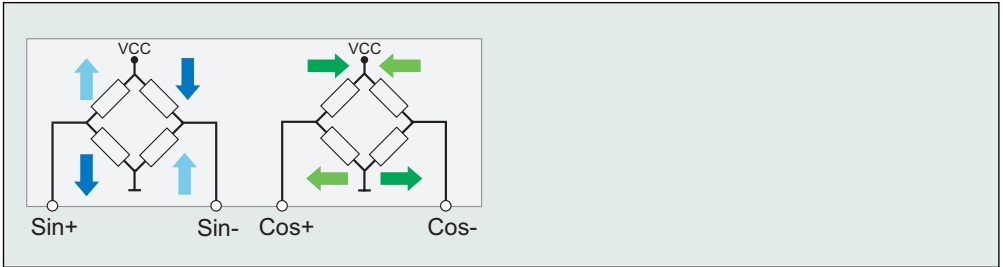 VCC VCC
Sin+ Sin- Cos+ Cos-